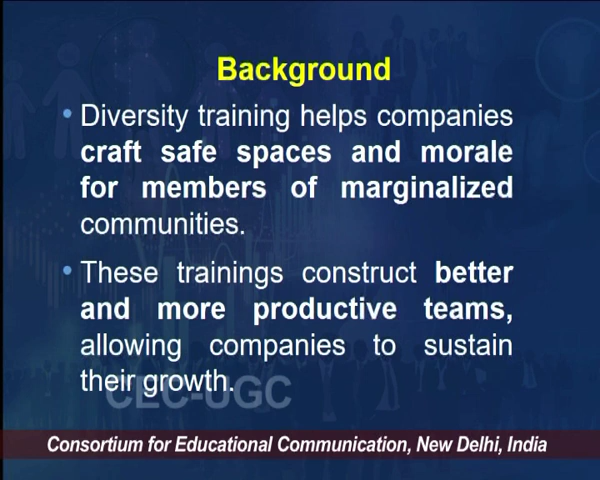 Background
• Diversity training helps companies
craft safe spaces and morale
for members of marginalized
communities.
• These trainings construct better
and more productive teams,
allowing companies to sustain
their growth.
CEC-UGC
Consortium for Educational Communication, New Delhi, India